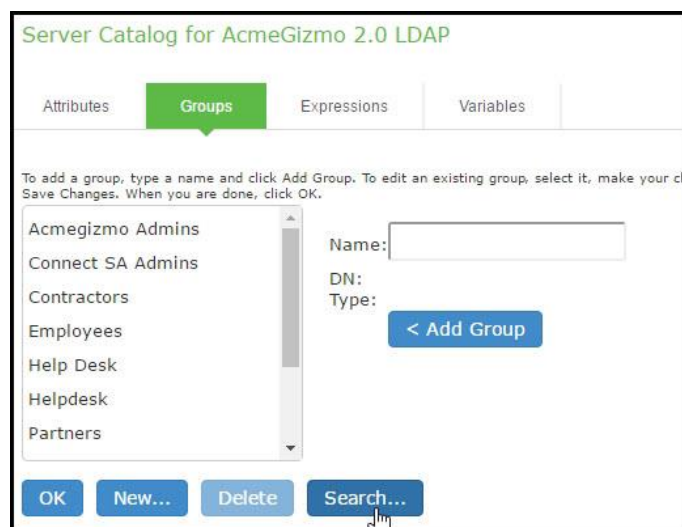 Server Catalog for AcmeGizmo 2.0 LDAP
Attributes Groups Expressions Variables
To add a group, type a name and click Add Group. To edit an existing group, select it, make your
Save Changes. When you are done, click OK.
Acmegizmo Admins
Connect SA Admins
Contractors
Employees
Help Desk
Helpdesk
Partners
Name:
DN:
Type:
< Add Group
OK New... Delete Search...